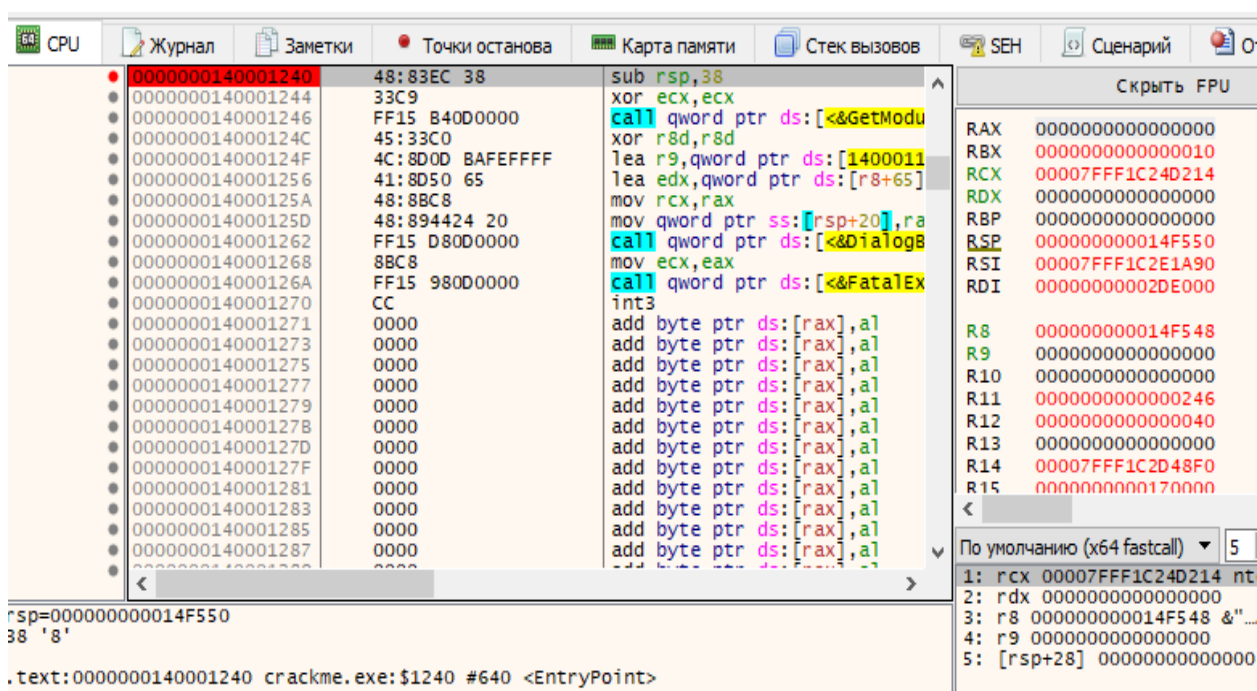 CPU Журнал Заметки Точки останова Карта памяти Стек вызовов SEH Сценарий
0000000140001240 48:83EC 38 sub rsp,38
0000000140001244 33C9 xor ecx,ecx
0000000140001246 FF15 B40D0000 call qword ptr ds:[<&GetModu
000000014000124C 45:33C0 xor r8d,r8d
000000014000124F 4C:8D0D BAFEFFFF lea r9,qword ptr ds:[1400011
0000000140001256 41:8D50 65 lea edx,qword ptr ds:[r8+65]
000000014000125A 48:8BC8 mov rcx,rax
000000014000125D 48:894424 20 mov qword ptr ss:[rsp+20],ra
0000000140001262 FF15 D80D0000 call qword ptr ds:[<&DialogB
0000000140001268 8BC8 mov ecx,eax
000000014000126A FF15 980D0000 call qword ptr ds:[<&FatalEx
0000000140001270 CC int3
0000000140001271 0000 add byte ptr ds:[rax],al
0000000140001273 0000 add byte ptr ds:[rax],al
0000000140001275 0000 add byte ptr ds:[rax],al
0000000140001277 0000 add byte ptr ds:[rax],al
0000000140001279 0000 add byte ptr ds:[rax],al
000000014000127B 0000 add byte ptr ds:[rax],al
000000014000127D 0000 add byte ptr ds:[rax],al
000000014000127F 0000 add byte ptr ds:[rax],al
0000000140001281 0000 add byte ptr ds:[rax],al
0000000140001283 0000 add byte ptr ds:[rax],al
0000000140001285 0000 add byte ptr ds:[rax],al
0000000140001287 0000 add byte ptr ds:[rax],al
Скрыть FPU
RAX 0000000000000000
RBX 0000000000000010
RCX 00007FFF1C24D214
RDX 0000000000000000
RBP 0000000000000000
RSP 000000000014F550
RSI 00007FFF1C2E1A90
RDI 00000000002DE000
R8 000000000014F548
R9 0000000000000000
R10 0000000000000000
R11 0000000000000246
R12 0000000000000040
R13 0000000000000000
R14 00007FFF1C2D48F0
R15 0000000000170000
По умолчанию (x64 fastcall) 5
1: rcx 00007FFF1C24D214 nt
2: rdx 0000000000000000
3: r8 000000000014F548 &"..
4: r9 0000000000000000
5: [rsp+28] 00000000000000
rsp=000000000014F550
38 '8'
.text:0000000140001240 crackme.exe:$1240 #640 <EntryPoint>